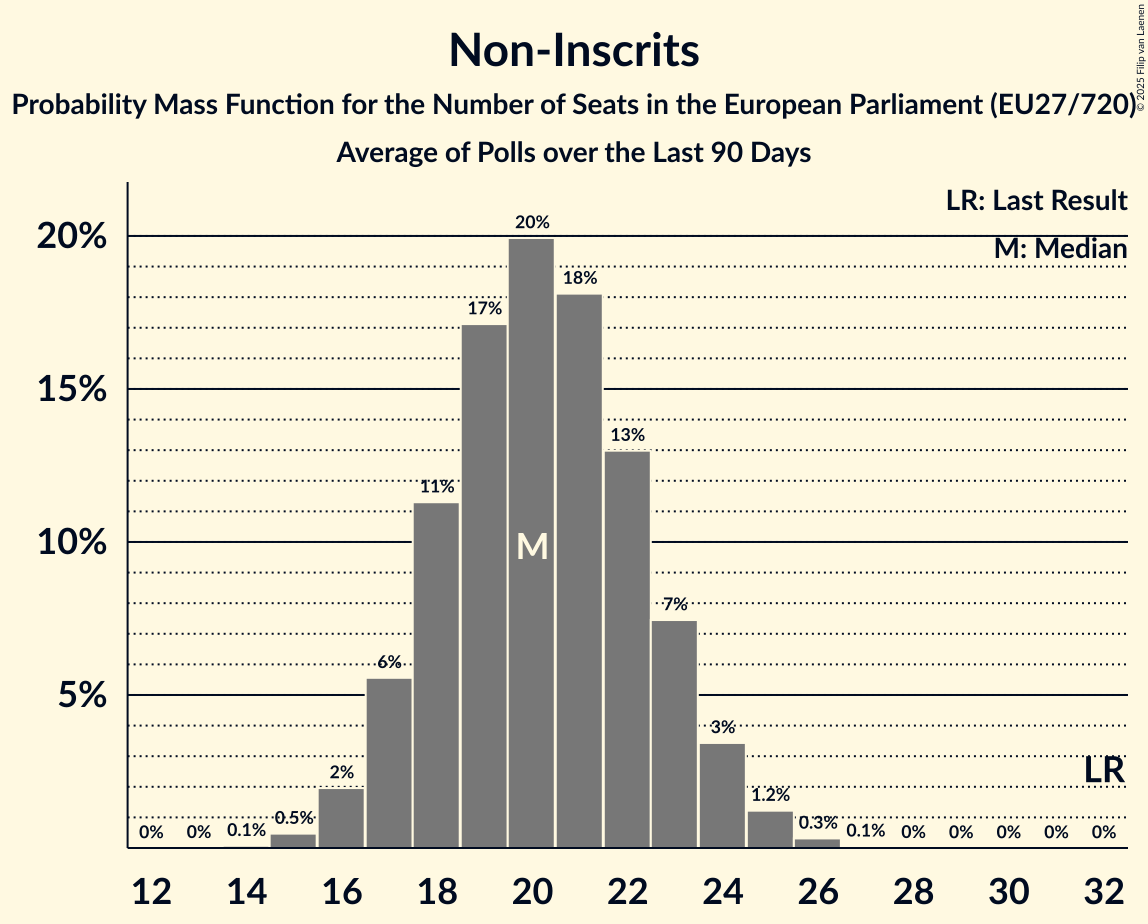 Non-Inscrits
Probability Mass Function for the Number of Seats in the European Parliament (EU27/720)
Average of Polls over the Last 90 Days
© 2025 Filip van Laenen
LR: Last Result
M: Median
20%
15%
10%
5%
0%
0%
0.1%
0.5%
2%
6%
11%
17%
20%
18%
13%
7%
3%
1.2%
0.3%
0.1%
0%
0%
0%
0%
0%
M
LR
12 14 16 18 20 22 24 26 28 30 32